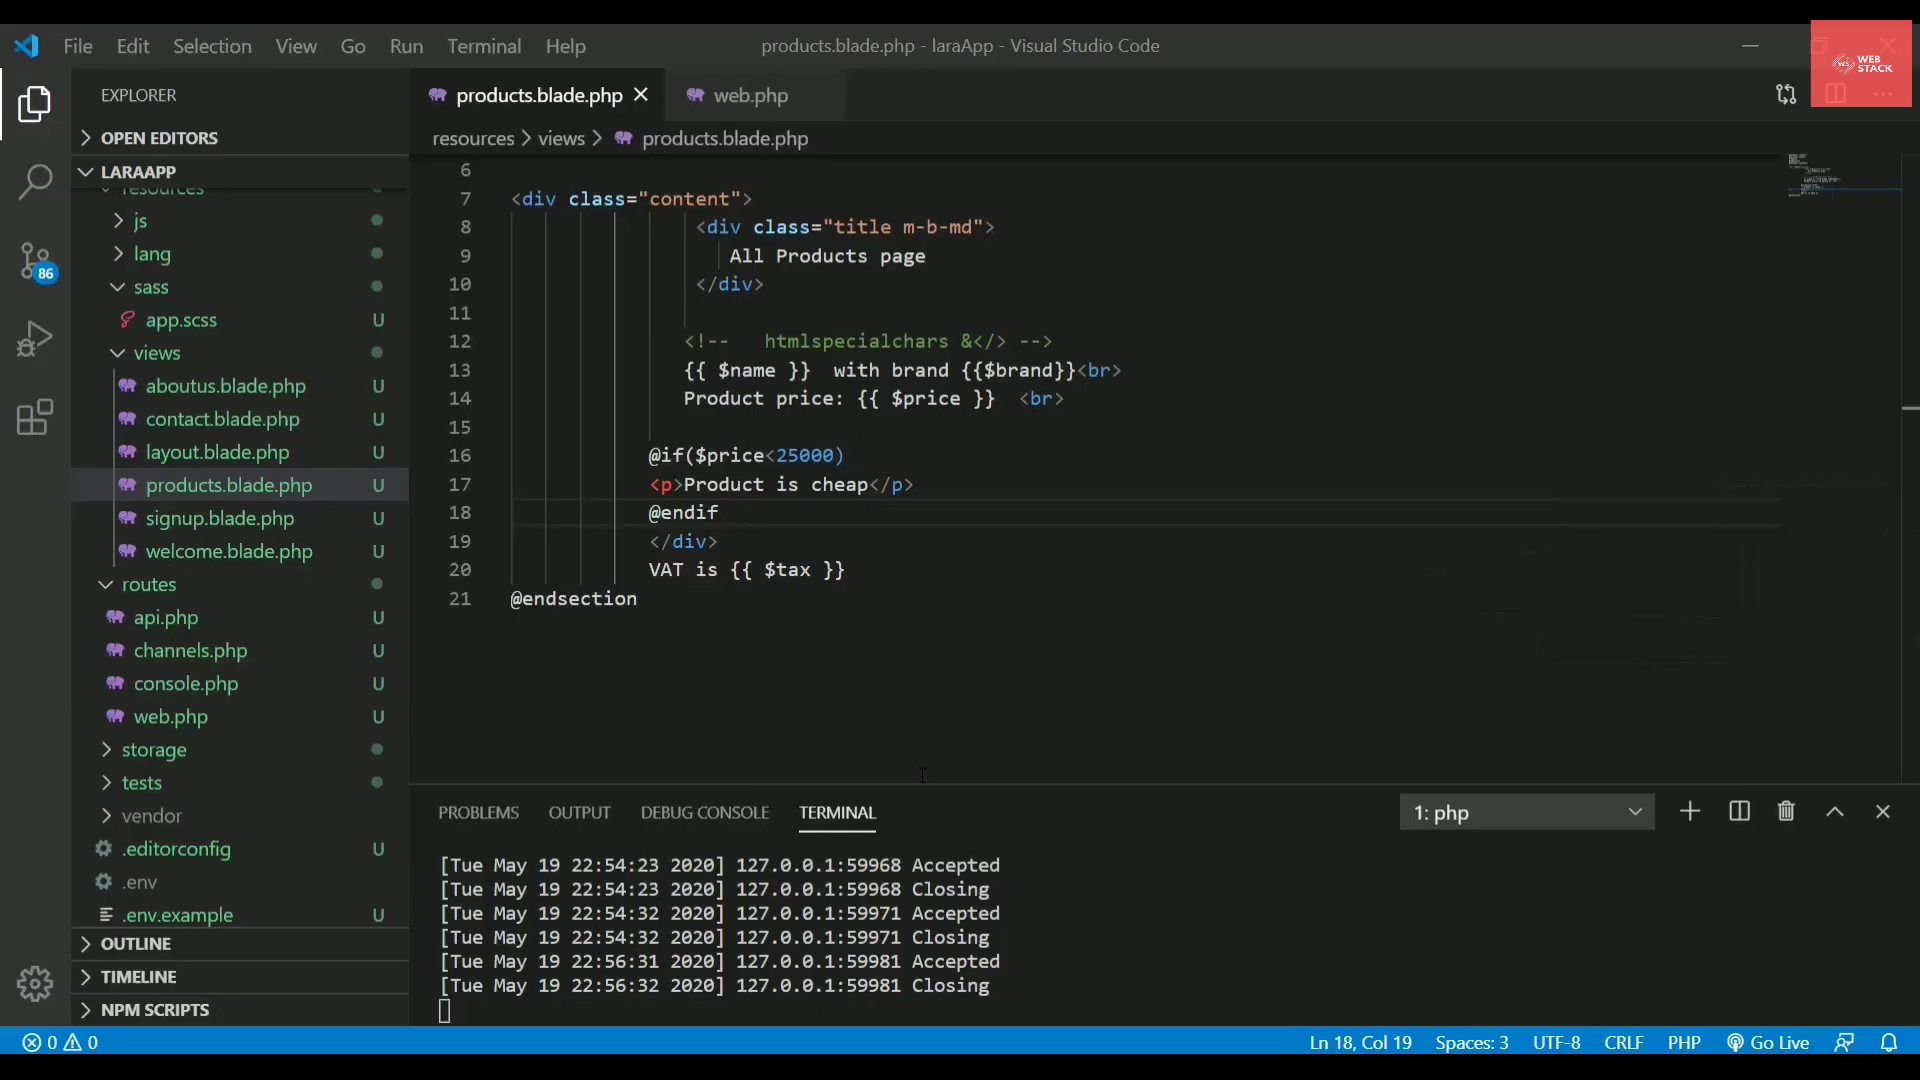 File Edit Selection View Go Run Terminal Help
products.blade.php - laraApp - Visual Studio Code
WEB
STACK
EXPLORER
OPEN EDITORS
LARAAPP
resources
js
lang
sass
app.scss U
views
aboutus.blade.php U
contact.blade.php U
layout.blade.php U
products.blade.php U
signup.blade.php U
welcome.blade.php U
routes
api.php U
channels.php U
console.php U
web.php U
storage
tests
vendor
.editorconfig U
.env
.env.example U
OUTLINE
TIMELINE
NPM SCRIPTS
86
products.blade.php
web.php
resources > views > products.blade.php
6
7 <div class="content">
8 <div class="title m-b-md">
9 All Products page
10 </div>
11
12 <!-- htmlspecialchars &</> -->
13 {{ $name }} with brand {{$brand}}<br>
14 Product price: {{ $price }} <br>
15
16 @if($price<25000)
17 <p>Product is cheap</p>
18 @endif
19 </div>
20 VAT is {{ $tax }}
21 @endsection
PROBLEMS OUTPUT DEBUG CONSOLE TERMINAL
1: php
[Tue May 19 22:54:23 2020] 127.0.0.1:59968 Accepted
[Tue May 19 22:54:23 2020] 127.0.0.1:59968 Closing
[Tue May 19 22:54:32 2020] 127.0.0.1:59971 Accepted
[Tue May 19 22:54:32 2020] 127.0.0.1:59971 Closing
[Tue May 19 22:56:31 2020] 127.0.0.1:59981 Accepted
[Tue May 19 22:56:32 2020] 127.0.0.1:59981 Closing
0 0
Ln 18, Col 19 Spaces: 3 UTF-8 CRLF PHP Go Live